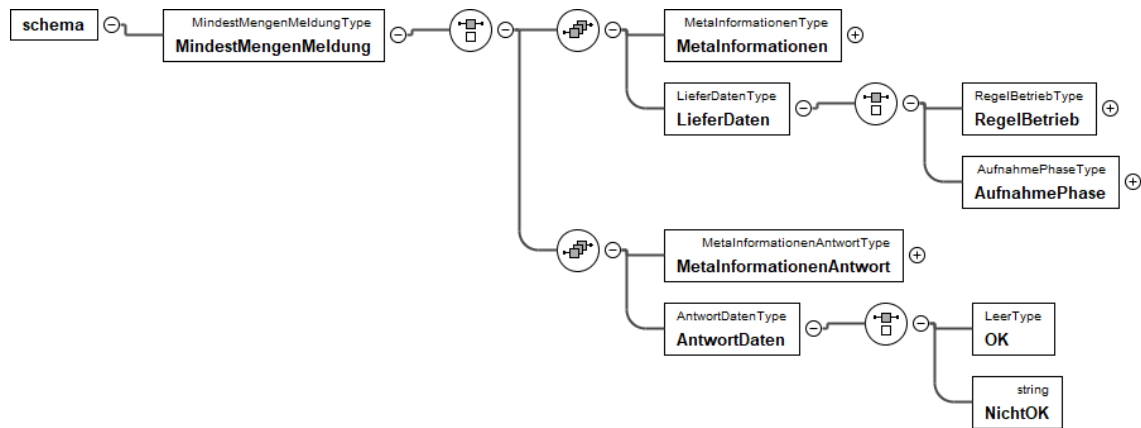 schema
MindestMengenMeldungType
MindestMengenMeldung
MetaInformationenType
MetaInformationen
LieferDatenType
LieferDaten
RegelBetriebType
RegelBetrieb
AufnahmePhaseType
AufnahmePhase
MetaInformationenAntwortType
MetaInformationenAntwort
AntwortDatenType
AntwortDaten
LeerType
OK
string
NichtOK